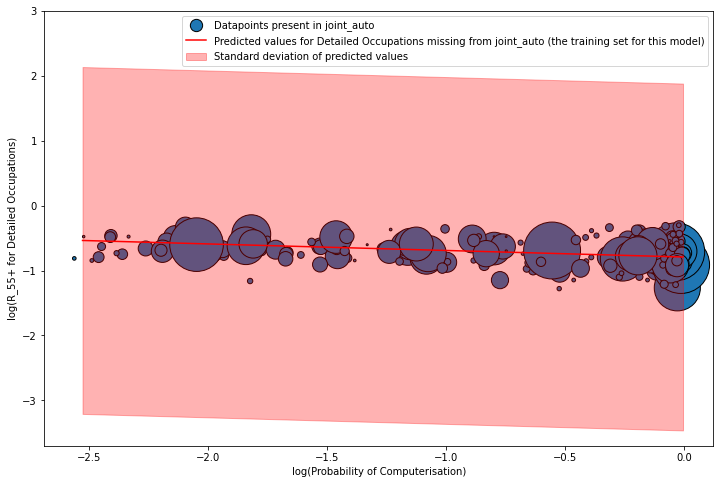 Datapoints present in joint_auto
Predicted values for Detailed Occupations missing from joint_auto (the training set for this model)
Standard deviation of predicted values
log(R_55+ for Detailed Occupations)
3
2
1
0
−1
−2
−3
−2.5 −2.0 −1.5 −1.0 −0.5 0.0
log(Probability of Computerisation)